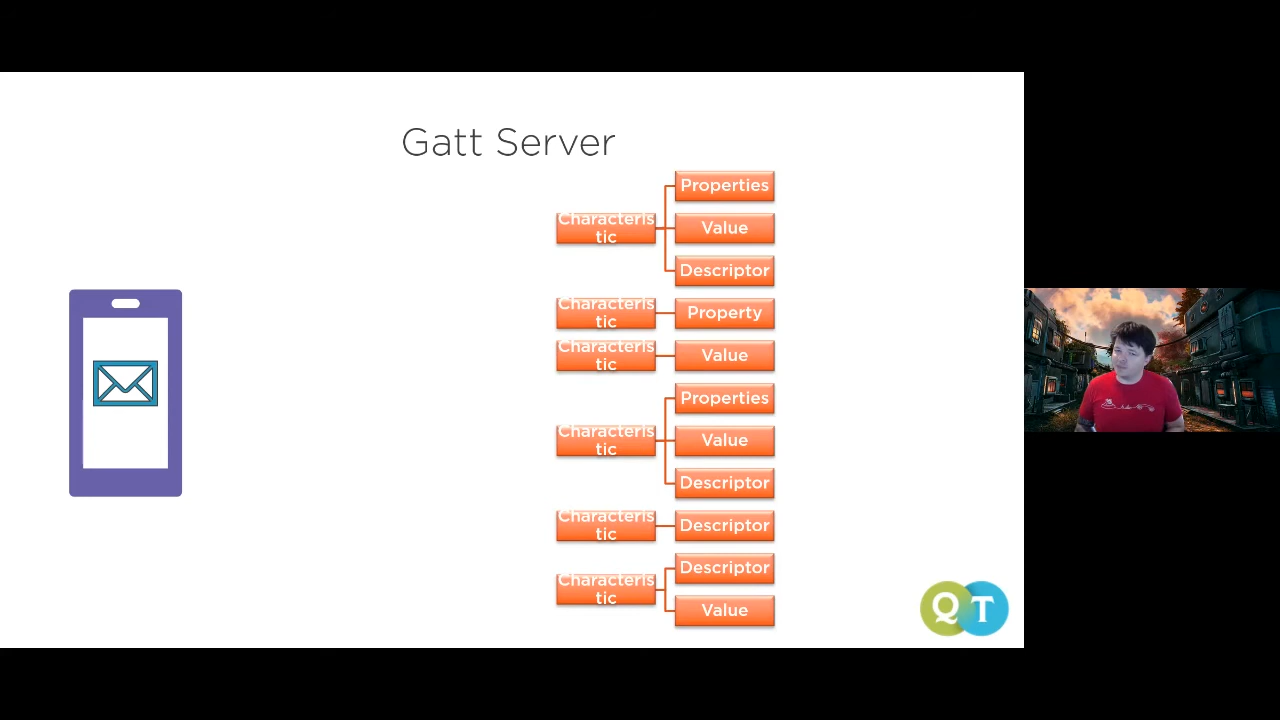 Gatt Server
Properties
Characteris
tic
Value
Descriptor
Characteris
tic
Property
Characteris
tic
Value
Properties
Characteris
tic
Value
Descriptor
Characteris
tic
Descriptor
Descriptor
Characteris
tic
Value
QT